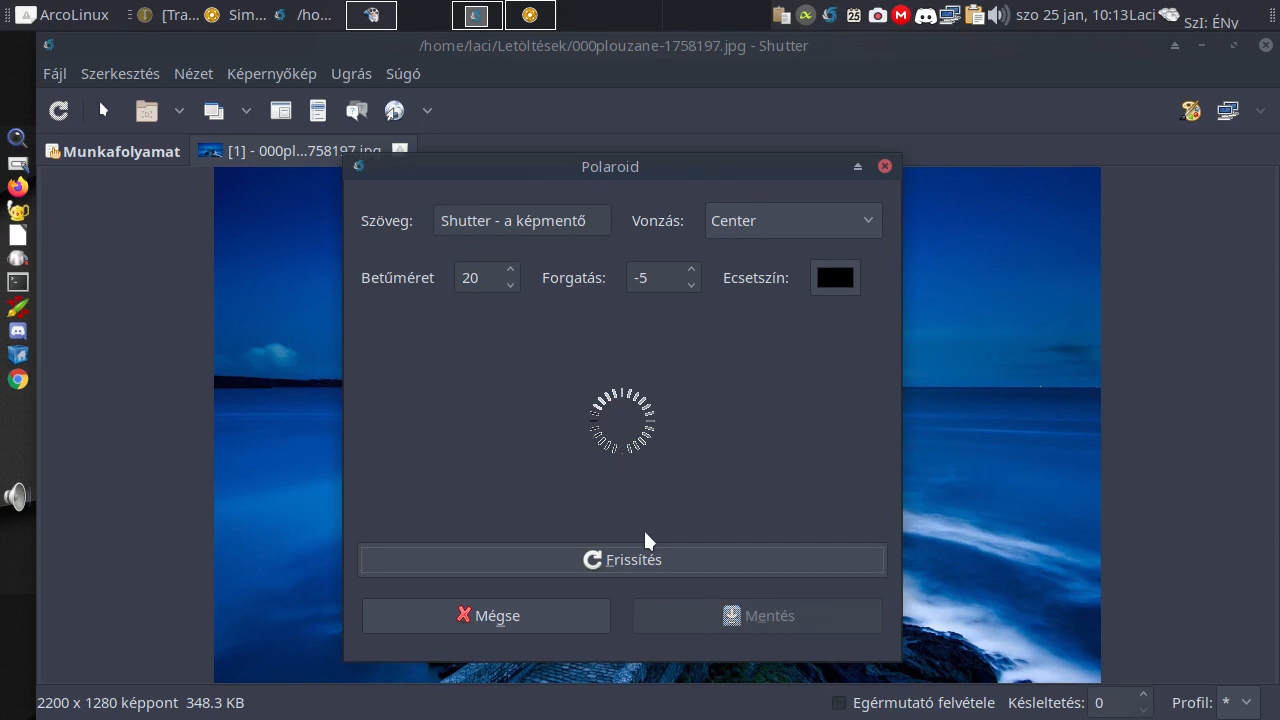 ArcoLinux [Tra... Sim... /ho... 25 szo 25 jan, 10:13 Laci SzI: ÉNy
/home/laci/Letöltések/000plouzane-1758197.jpg - Shutter
Fájl Szerkesztés Nézet Képernyőkép Ugrás Súgó
Munkafolyamat [1] - 000pl...758197.jpg
Polaroid
Szöveg: Shutter - a képmentő Vonzás: Center
Betűméret 20 Forgatás: -5 Ecsetszín:
Frissítés
Mégse Mentés
2200 x 1280 képpont 348.3 KB Egérmutató felvétele Késleltetés: 0 Profil: *